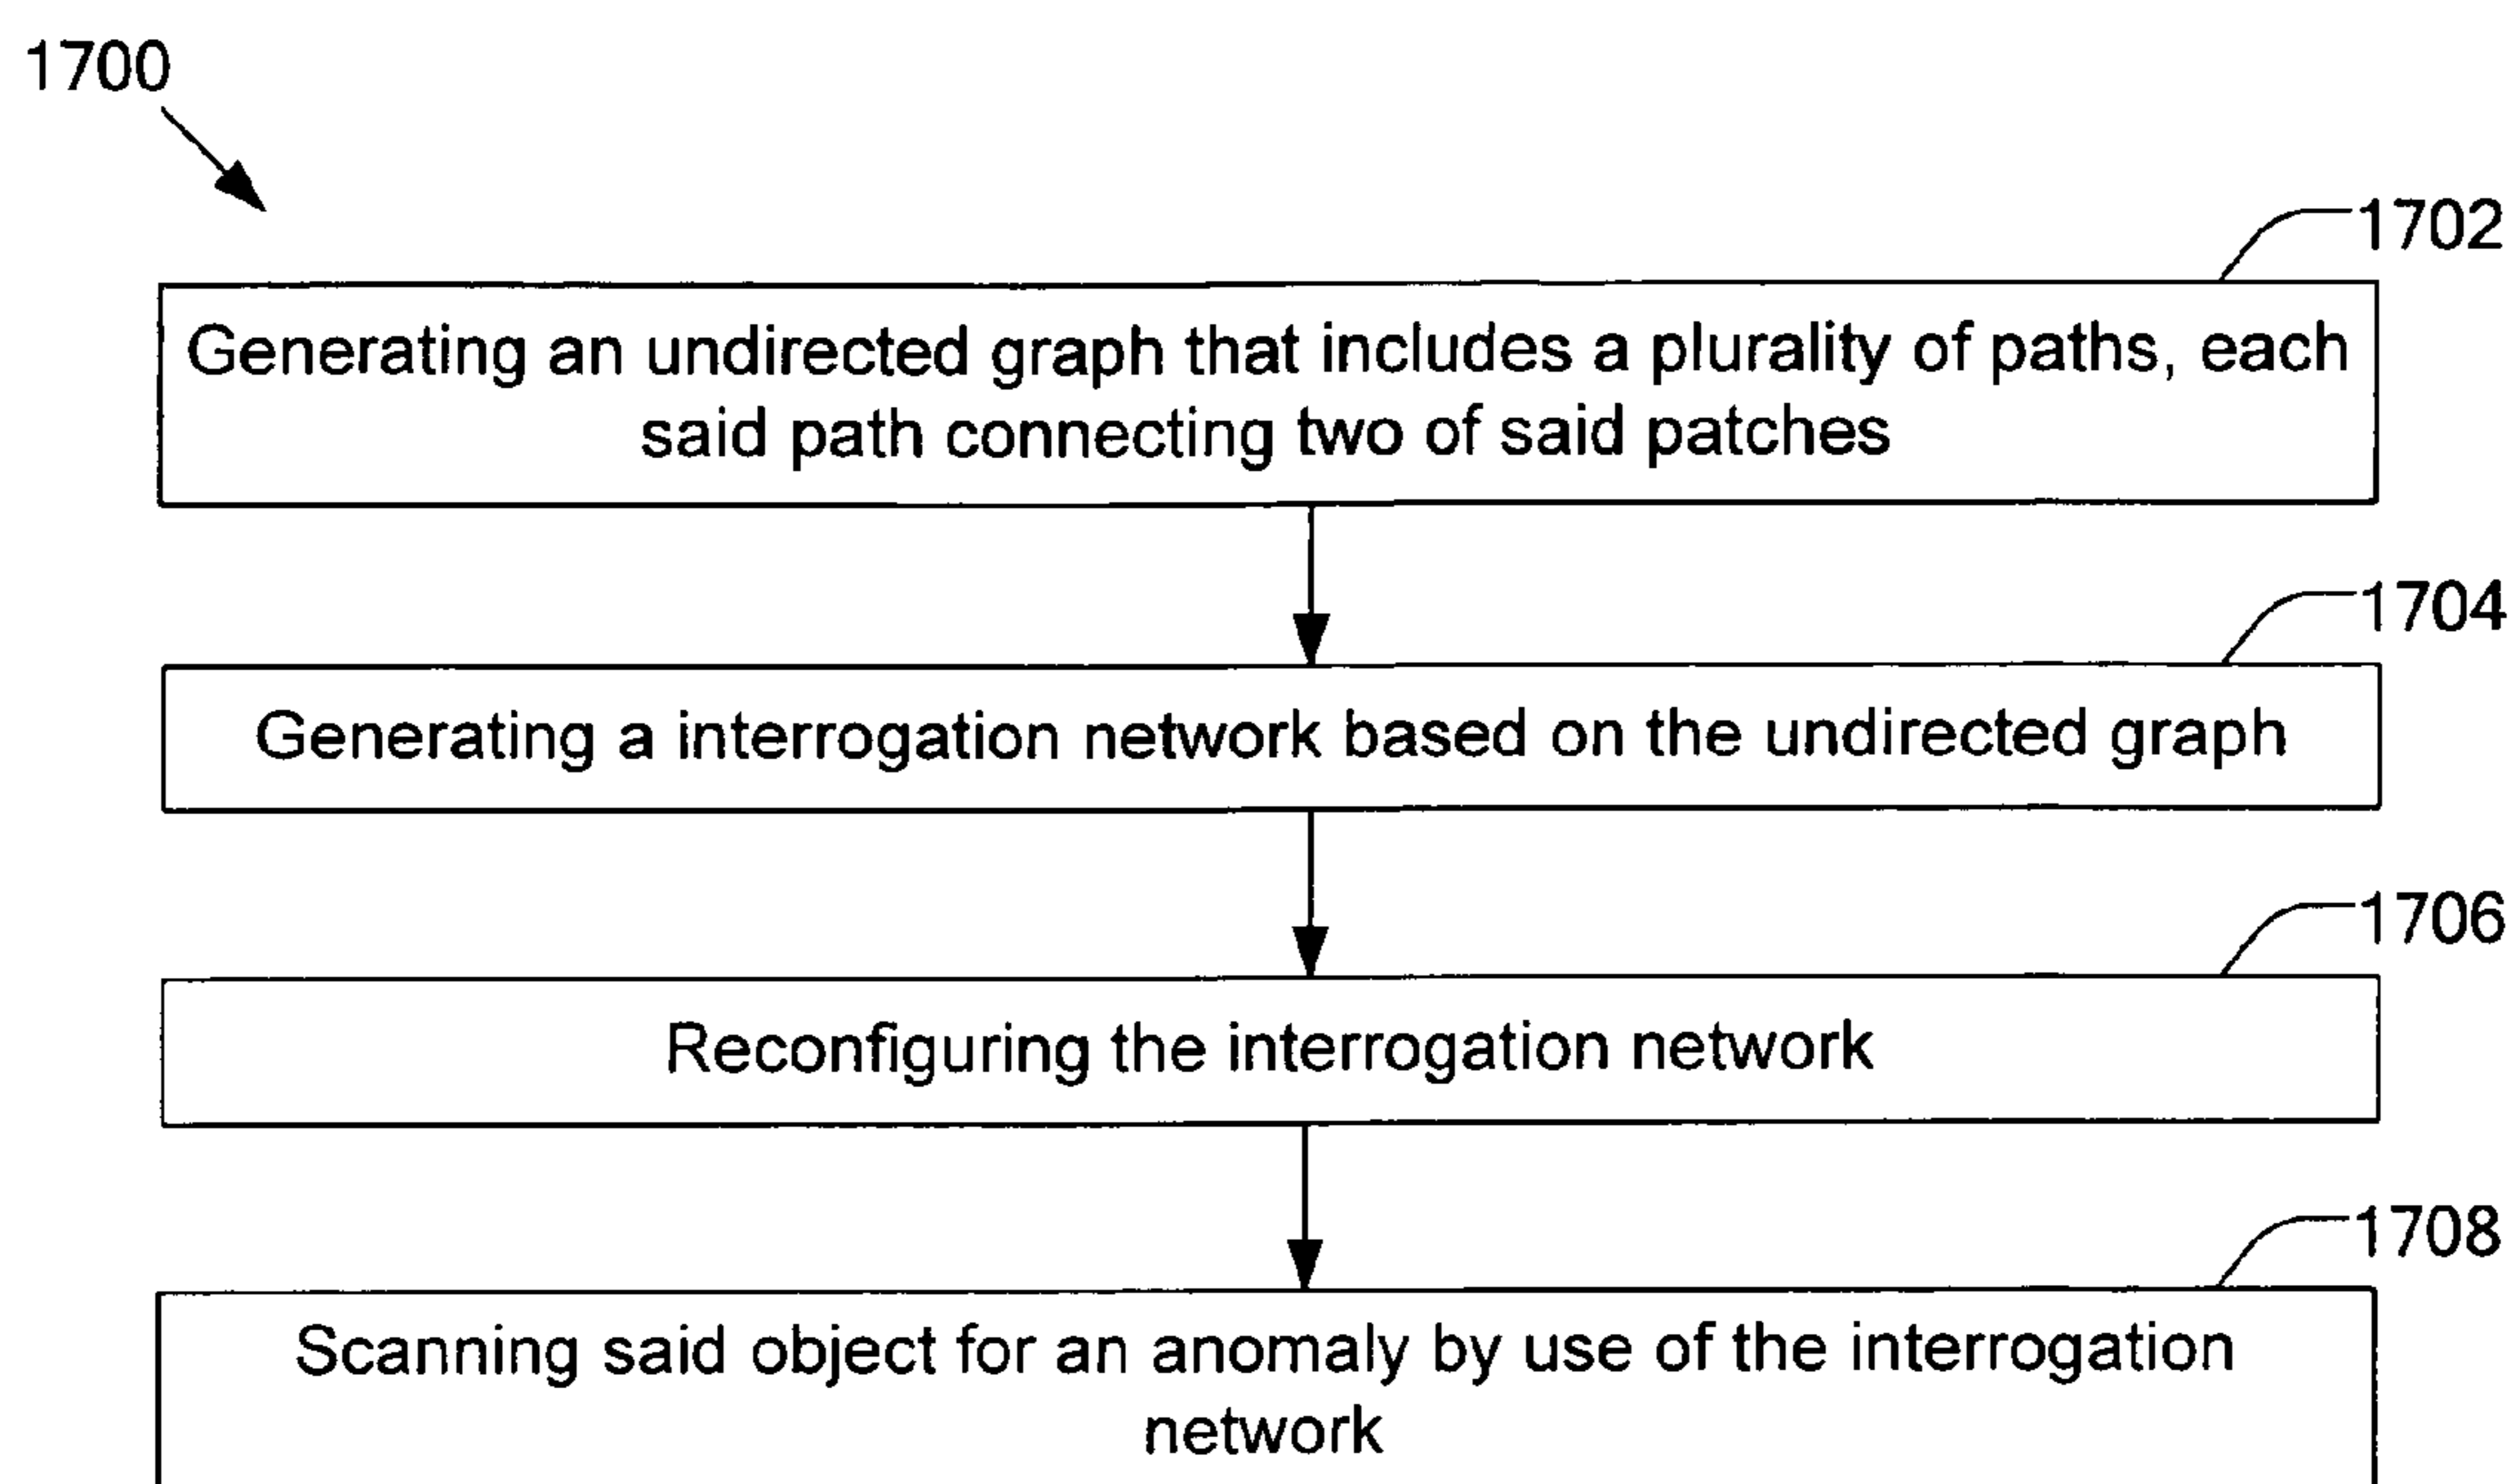 1700
1702
Generating an undirected graph that includes a plurality of paths, each
said path connecting two of said patches
1704
Generating a interrogation network based on the undirected graph
1706
Reconfiguring the interrogation network
1708
Scanning said object for an anomaly by use of the interrogation
network